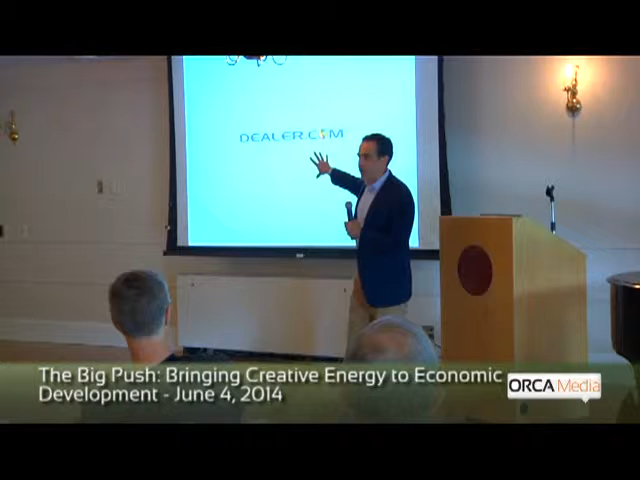 DEALER.COM
The Big Push: Bringing Creative Energy to Economic
Development - June 4, 2014
ORCA Media